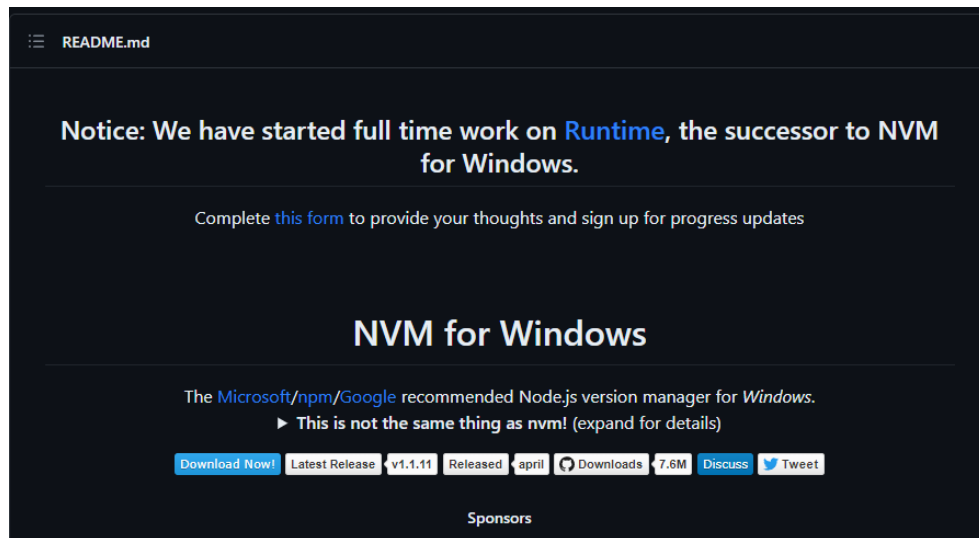 README.md
Notice: We have started full time work on Runtime, the successor to NVM
for Windows.
Complete this form to provide your thoughts and sign up for progress updates
NVM for Windows
The Microsoft/npm/Google recommended Node.js version manager for Windows.
▶ This is not the same thing as nvm! (expand for details)
Download Now! Latest Release v1.1.11 Released april Downloads 7.6M Discuss Tweet
Sponsors